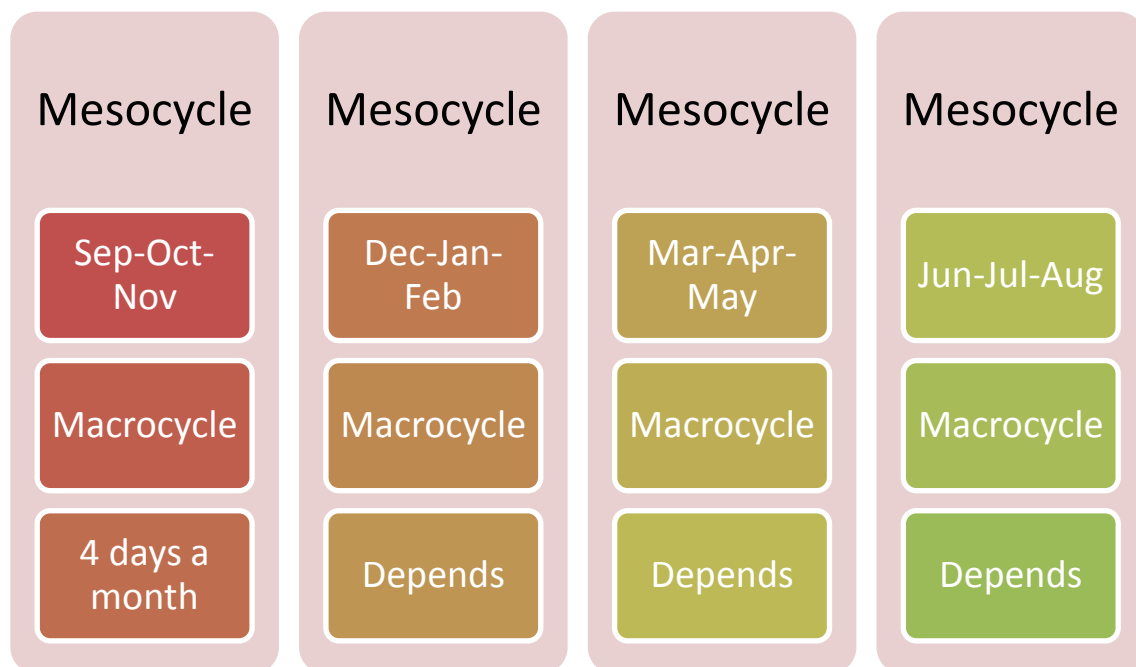 Mesocycle
Sep-Oct-
Nov
Macrocycle
4 days a
month
Mesocycle
Dec-Jan-
Feb
Macrocycle
Depends
Mesocycle
Mar-Apr-
May
Macrocycle
Depends
Mesocycle
Jun-Jul-Aug
Macrocycle
Depends